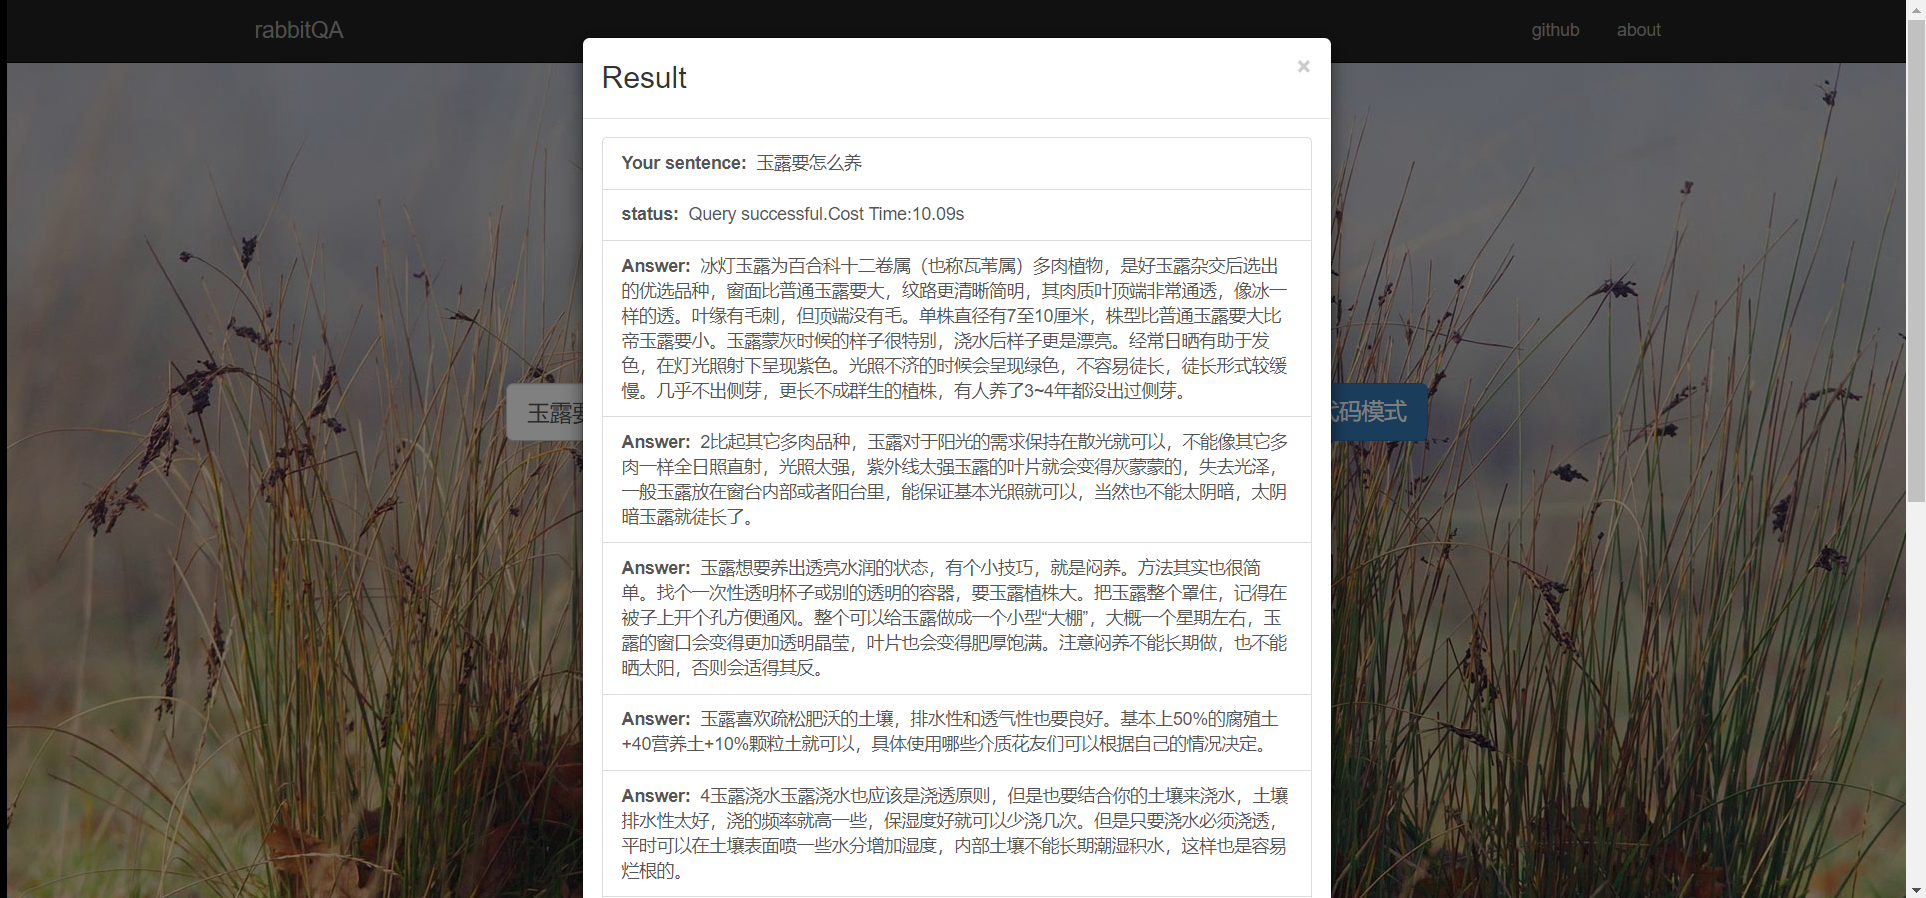 rabbitQA
github
about
Result
×
Your sentence: 玉露要怎么养
status: Query successful.Cost Time:10.09s
Answer: 冰灯玉露为百合科十二卷属（也称瓦苇属）多肉植物，是好玉露杂交后选出
的优选品种，窗面比普通玉露要大，纹路更清晰简明，其肉质叶顶端非常通透，像冰一
样的透。叶缘有毛刺，但顶端没有毛。单株直径有7至10厘米，株型比普通玉露要大比
帝玉露要小。玉露蒙灰时候的样子很特别，浇水后样子更是漂亮。经常日晒有助于发
色，在灯光照射下呈现紫色。光照不济的时候会呈现绿色，不容易徒长，徒长形式较缓
慢。几乎不出侧芽，更长不成群生的植株，有人养了3~4年都没出过侧芽。
玉露要
代码模式
Answer: 2比起其它多肉品种，玉露对于阳光的需求保持在散光就可以，不能像其它多
肉一样全日照直射，光照太强，紫外线太强玉露的叶片就会变得灰蒙蒙的，失去光泽，
一般玉露放在窗台内部或者阳台里，能保证基本光照就可以，当然也不能太阴暗，太阴
暗玉露就徒长了。
Answer: 玉露想要养出透亮水润的状态，有个小技巧，就是闷养。方法其实也很简
单。找个一次性透明杯子或别的透明的容器，要玉露植株大。把玉露整个罩住，记得在
被子上开个孔方便通风。整个可以给玉露做成一个小型“大棚”，大概一个星期左右，玉
露的窗口会变得更加透明晶莹，叶片也会变得肥厚饱满。注意闷养不能长期做，也不能
晒太阳，否则会适得其反。
Answer: 玉露喜欢疏松肥沃的土壤，排水性和透气性也要良好。基本上50%的腐殖土
+40营养土+10%颗粒土就可以，具体使用哪些介质花友们可以根据自己的情况决定。
Answer: 4玉露浇水玉露浇水也应该是浇透原则，但是也要结合你的土壤来浇水，土壤
排水性太好，浇的频率就高一些，保湿度好就可以少浇几次。但是只要浇水必须浇透，
平时可以在土壤表面喷一些水分增加湿度，内部土壤不能长期潮湿积水，这样也是容易
烂根的。